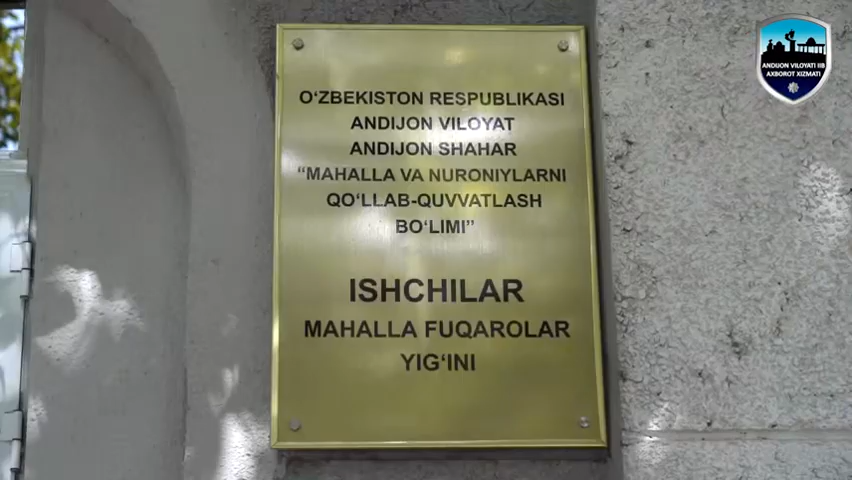 O‘ZBEKISTON RESPUBLIKASI
ANDIJON VILOYAT
ANDIJON SHAHAR
“MAHALLA VA NURONIYLARNI
QO‘LLAB-QUVVATLASH
BO‘LIMI”
ISHCHILAR
MAHALLA FUQAROLAR
YIG‘INI
ANDIJON VILOYATI IIB
AXBOROT XIZMATI